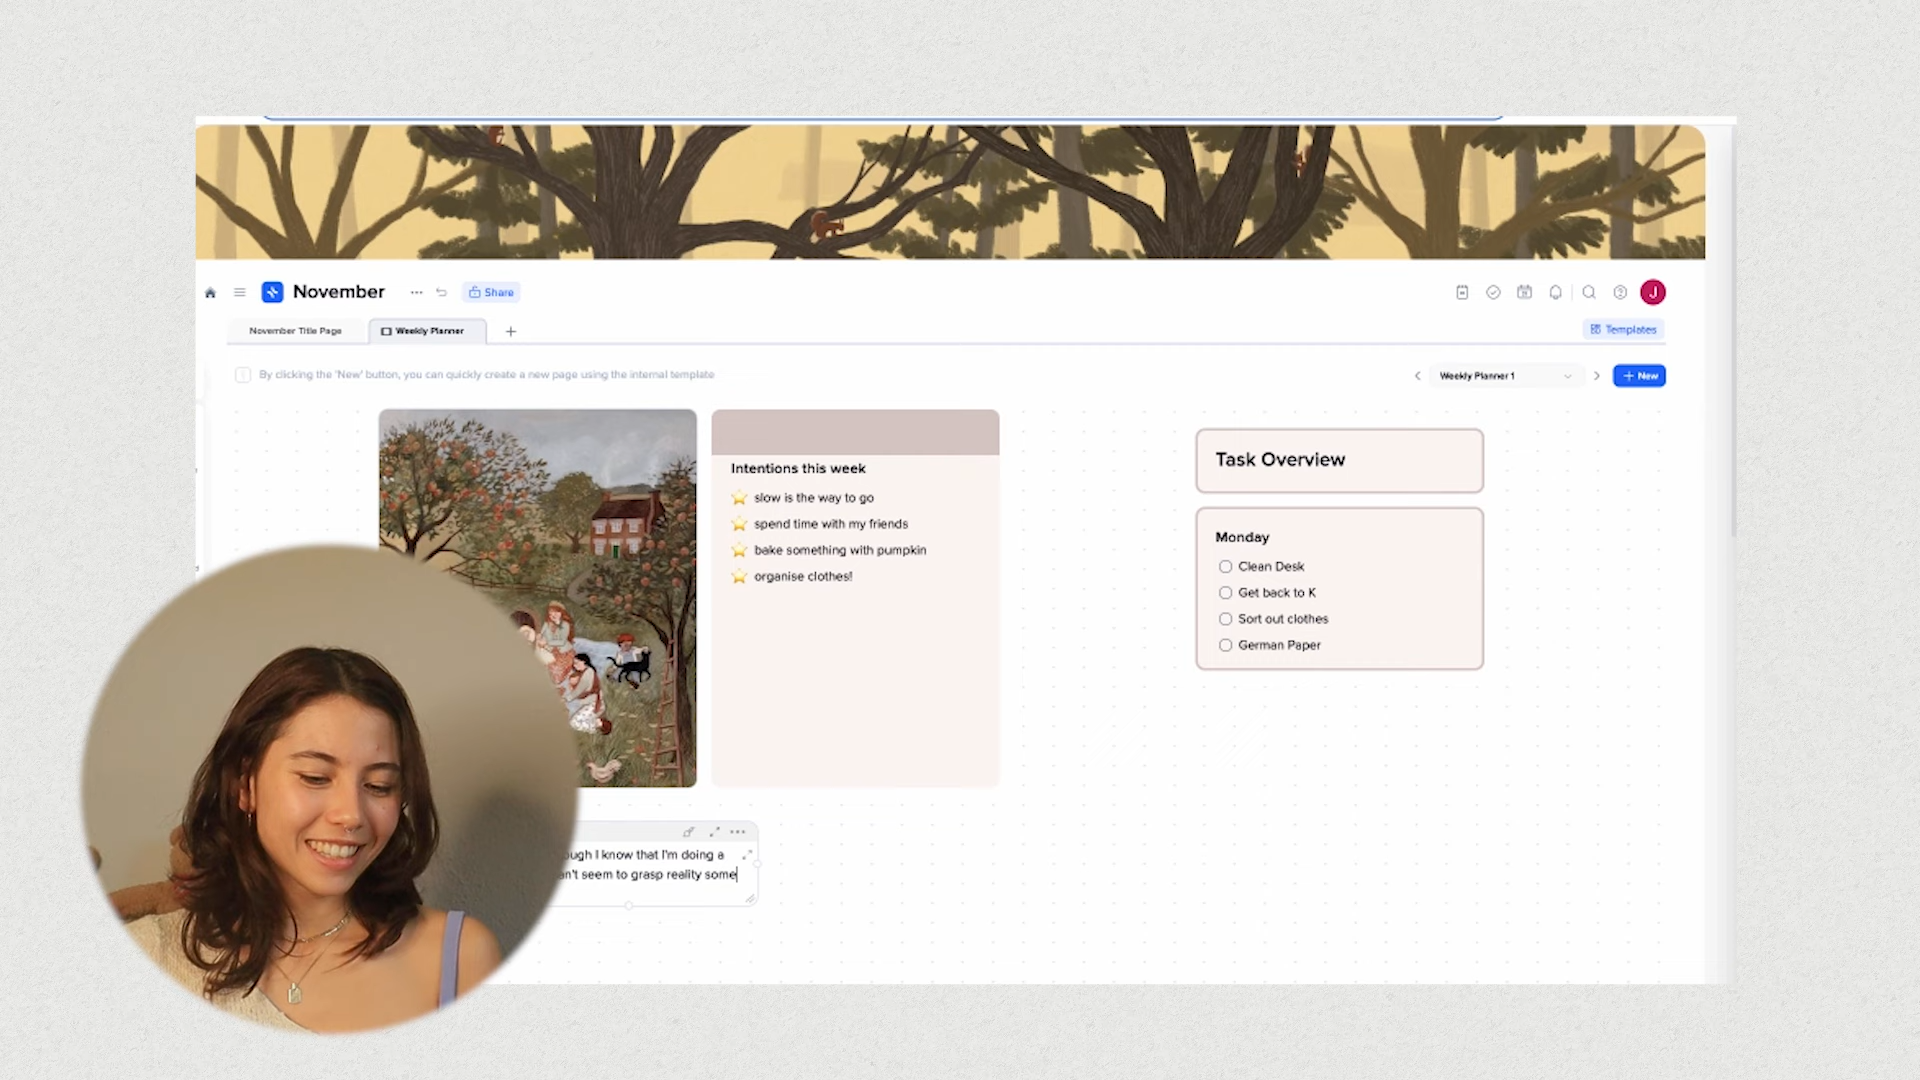 November
Share
J
November Title Page
Weekly Planner
Templates
By clicking the 'New' button, you can quickly create a new page using the internal template
Weekly Planner 1
New
Intentions this week
slow is the way to go
spend time with my friends
bake something with pumpkin
organise clothes!
Task Overview
Monday
Clean Desk
Get back to K
Sort out clothes
German Paper
I know that I'm doing a
seem to grasp reality some